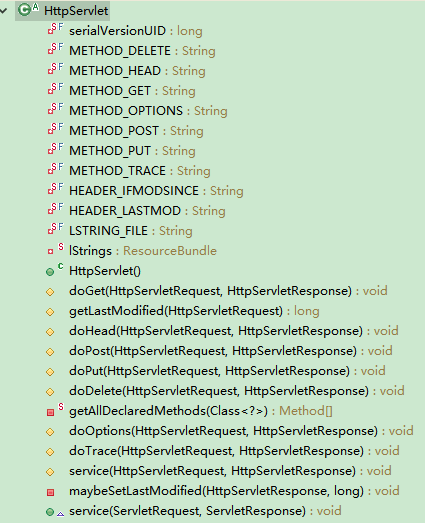 HttpServlet
serialVersionUID : long
METHOD_DELETE : String
METHOD_HEAD : String
METHOD_GET : String
METHOD_OPTIONS : String
METHOD_POST : String
METHOD_PUT : String
METHOD_TRACE : String
HEADER_IFMODSINCE : String
HEADER_LASTMOD : String
LSTRING_FILE : String
lStrings : ResourceBundle
HttpServlet()
doGet(HttpServletRequest, HttpServletResponse) : void
getLastModified(HttpServletRequest) : long
doHead(HttpServletRequest, HttpServletResponse) : void
doPost(HttpServletRequest, HttpServletResponse) : void
doPut(HttpServletRequest, HttpServletResponse) : void
doDelete(HttpServletRequest, HttpServletResponse) : void
getAllDeclaredMethods(Class<?>) : Method[]
doOptions(HttpServletRequest, HttpServletResponse) : void
doTrace(HttpServletRequest, HttpServletResponse) : void
service(HttpServletRequest, HttpServletResponse) : void
maybeSetLastModified(HttpServletResponse, long) : void
service(ServletRequest, ServletResponse) : void